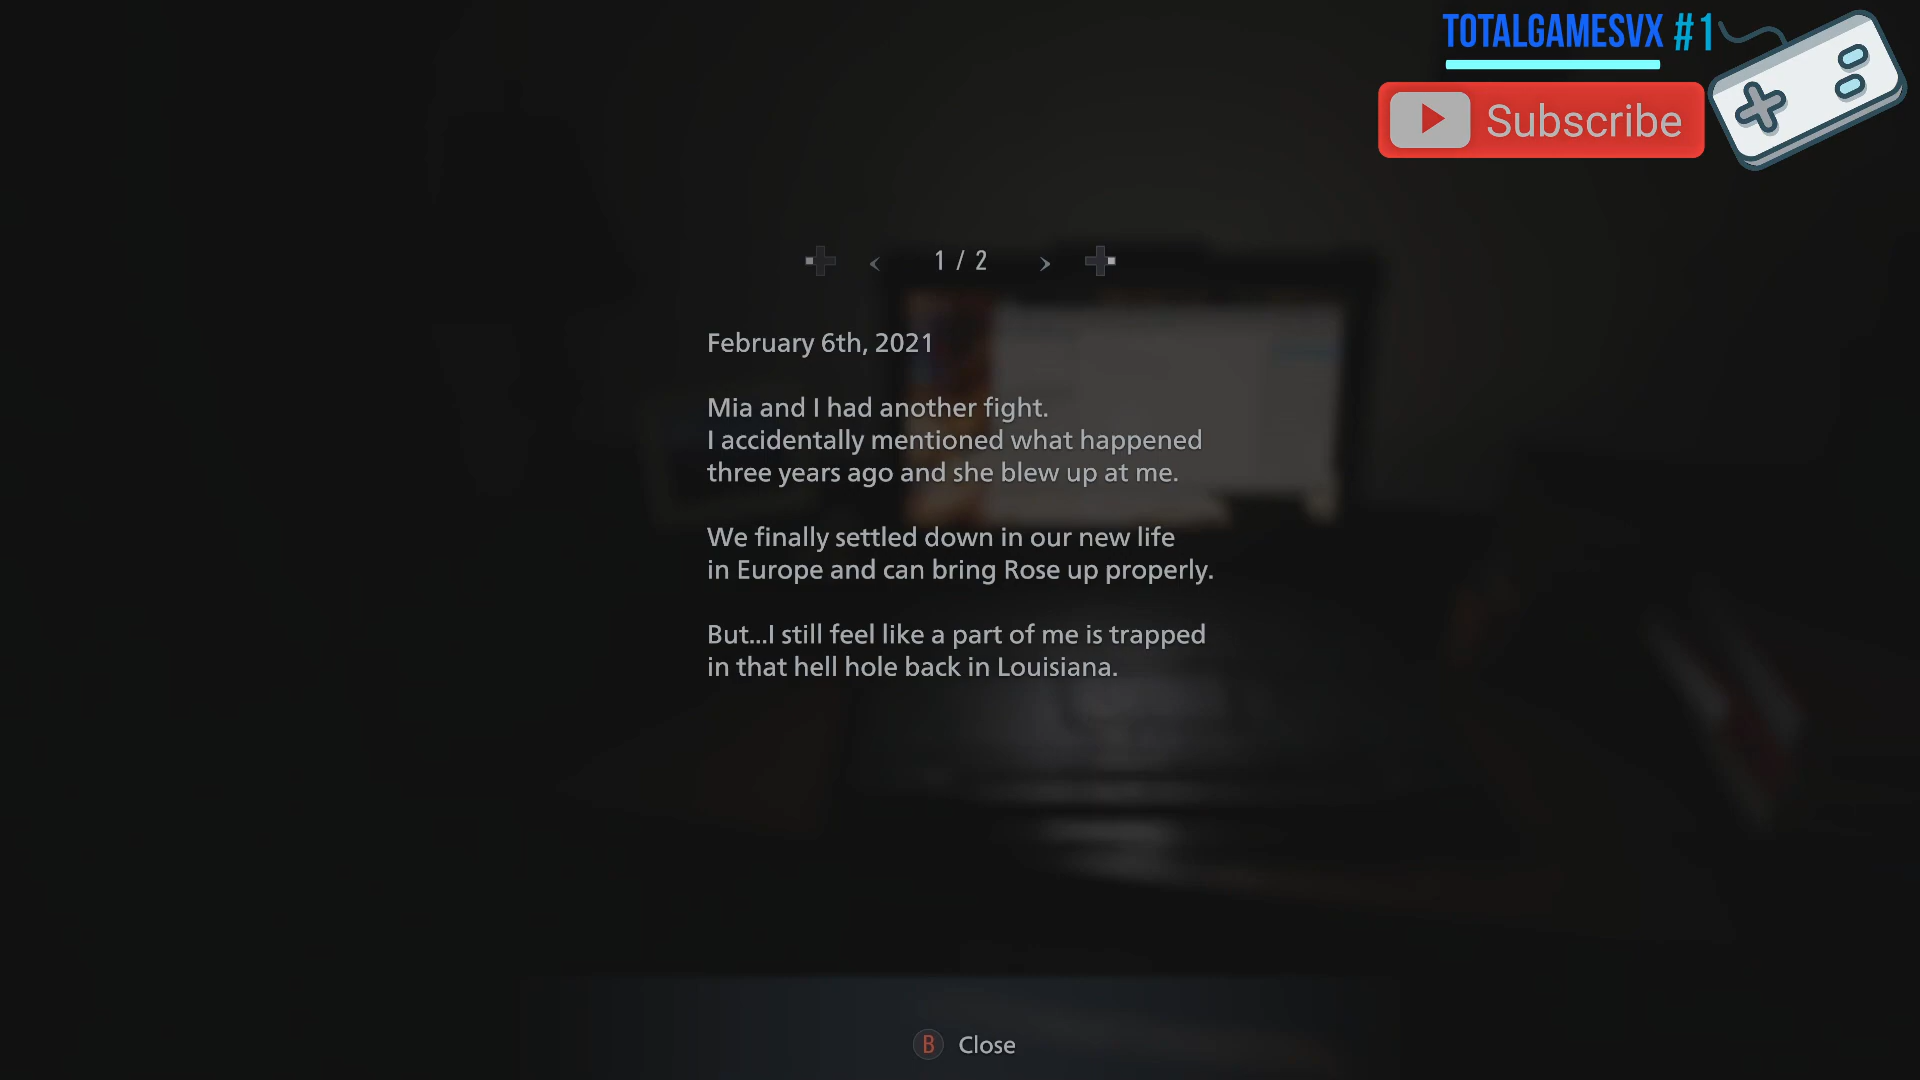 TOTALGAMESVX #1
Subscribe
< 1 / 2 >
February 6th, 2021
Mia and I had another fight.
I accidentally mentioned what happened
three years ago and she blew up at me.
We finally settled down in our new life
in Europe and can bring Rose up properly.
But...I still feel like a part of me is trapped
in that hell hole back in Louisiana.
B Close